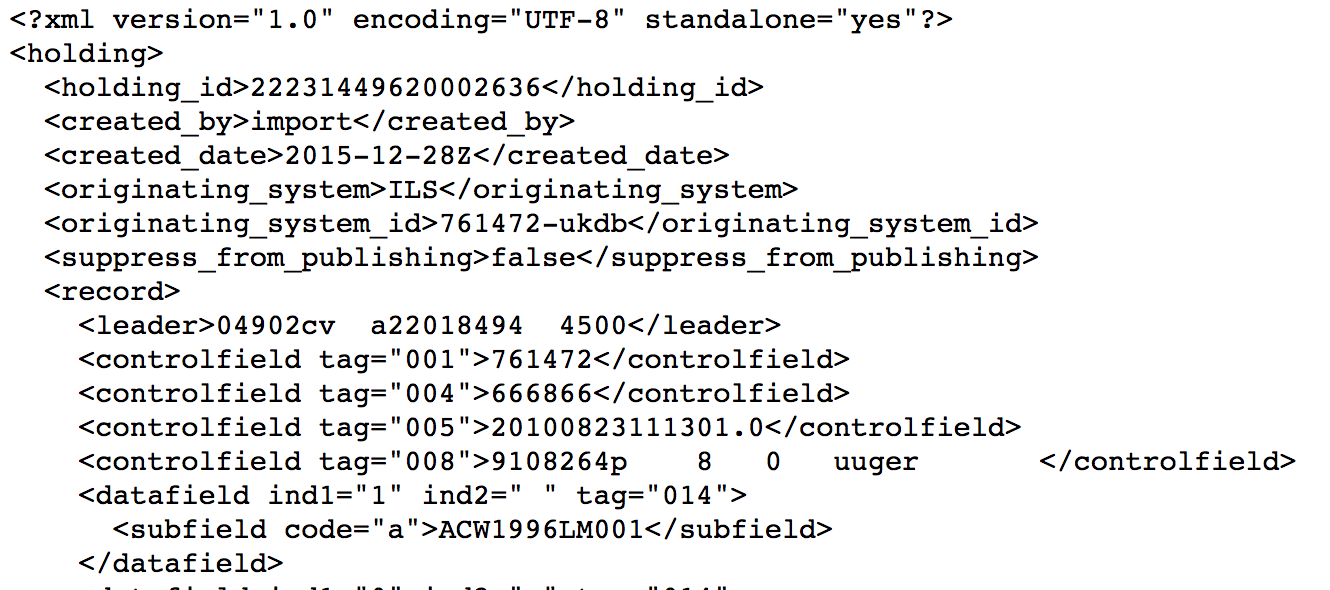 <?xml version="1.0" encoding="UTF-8" standalone="yes"?>
<holding>
  <holding_id>22231449620002636</holding_id>
  <created_by>import</created_by>
  <created_date>2015-12-28Z</created_date>
  <originating_system>ILS</originating_system>
  <originating_system_id>761472-ukdb</originating_system_id>
  <suppress_from_publishing>false</suppress_from_publishing>
  <record>
    <leader>04902cv  a22018494  4500</leader>
    <controlfield tag="001">761472</controlfield>
    <controlfield tag="004">666866</controlfield>
    <controlfield tag="005">20100823111301.0</controlfield>
    <controlfield tag="008">9108264p    8   0   uuger       </controlfield>
    <datafield ind1="1" ind2=" " tag="014">
      <subfield code="a">ACW1996LM001</subfield>
    </datafield>